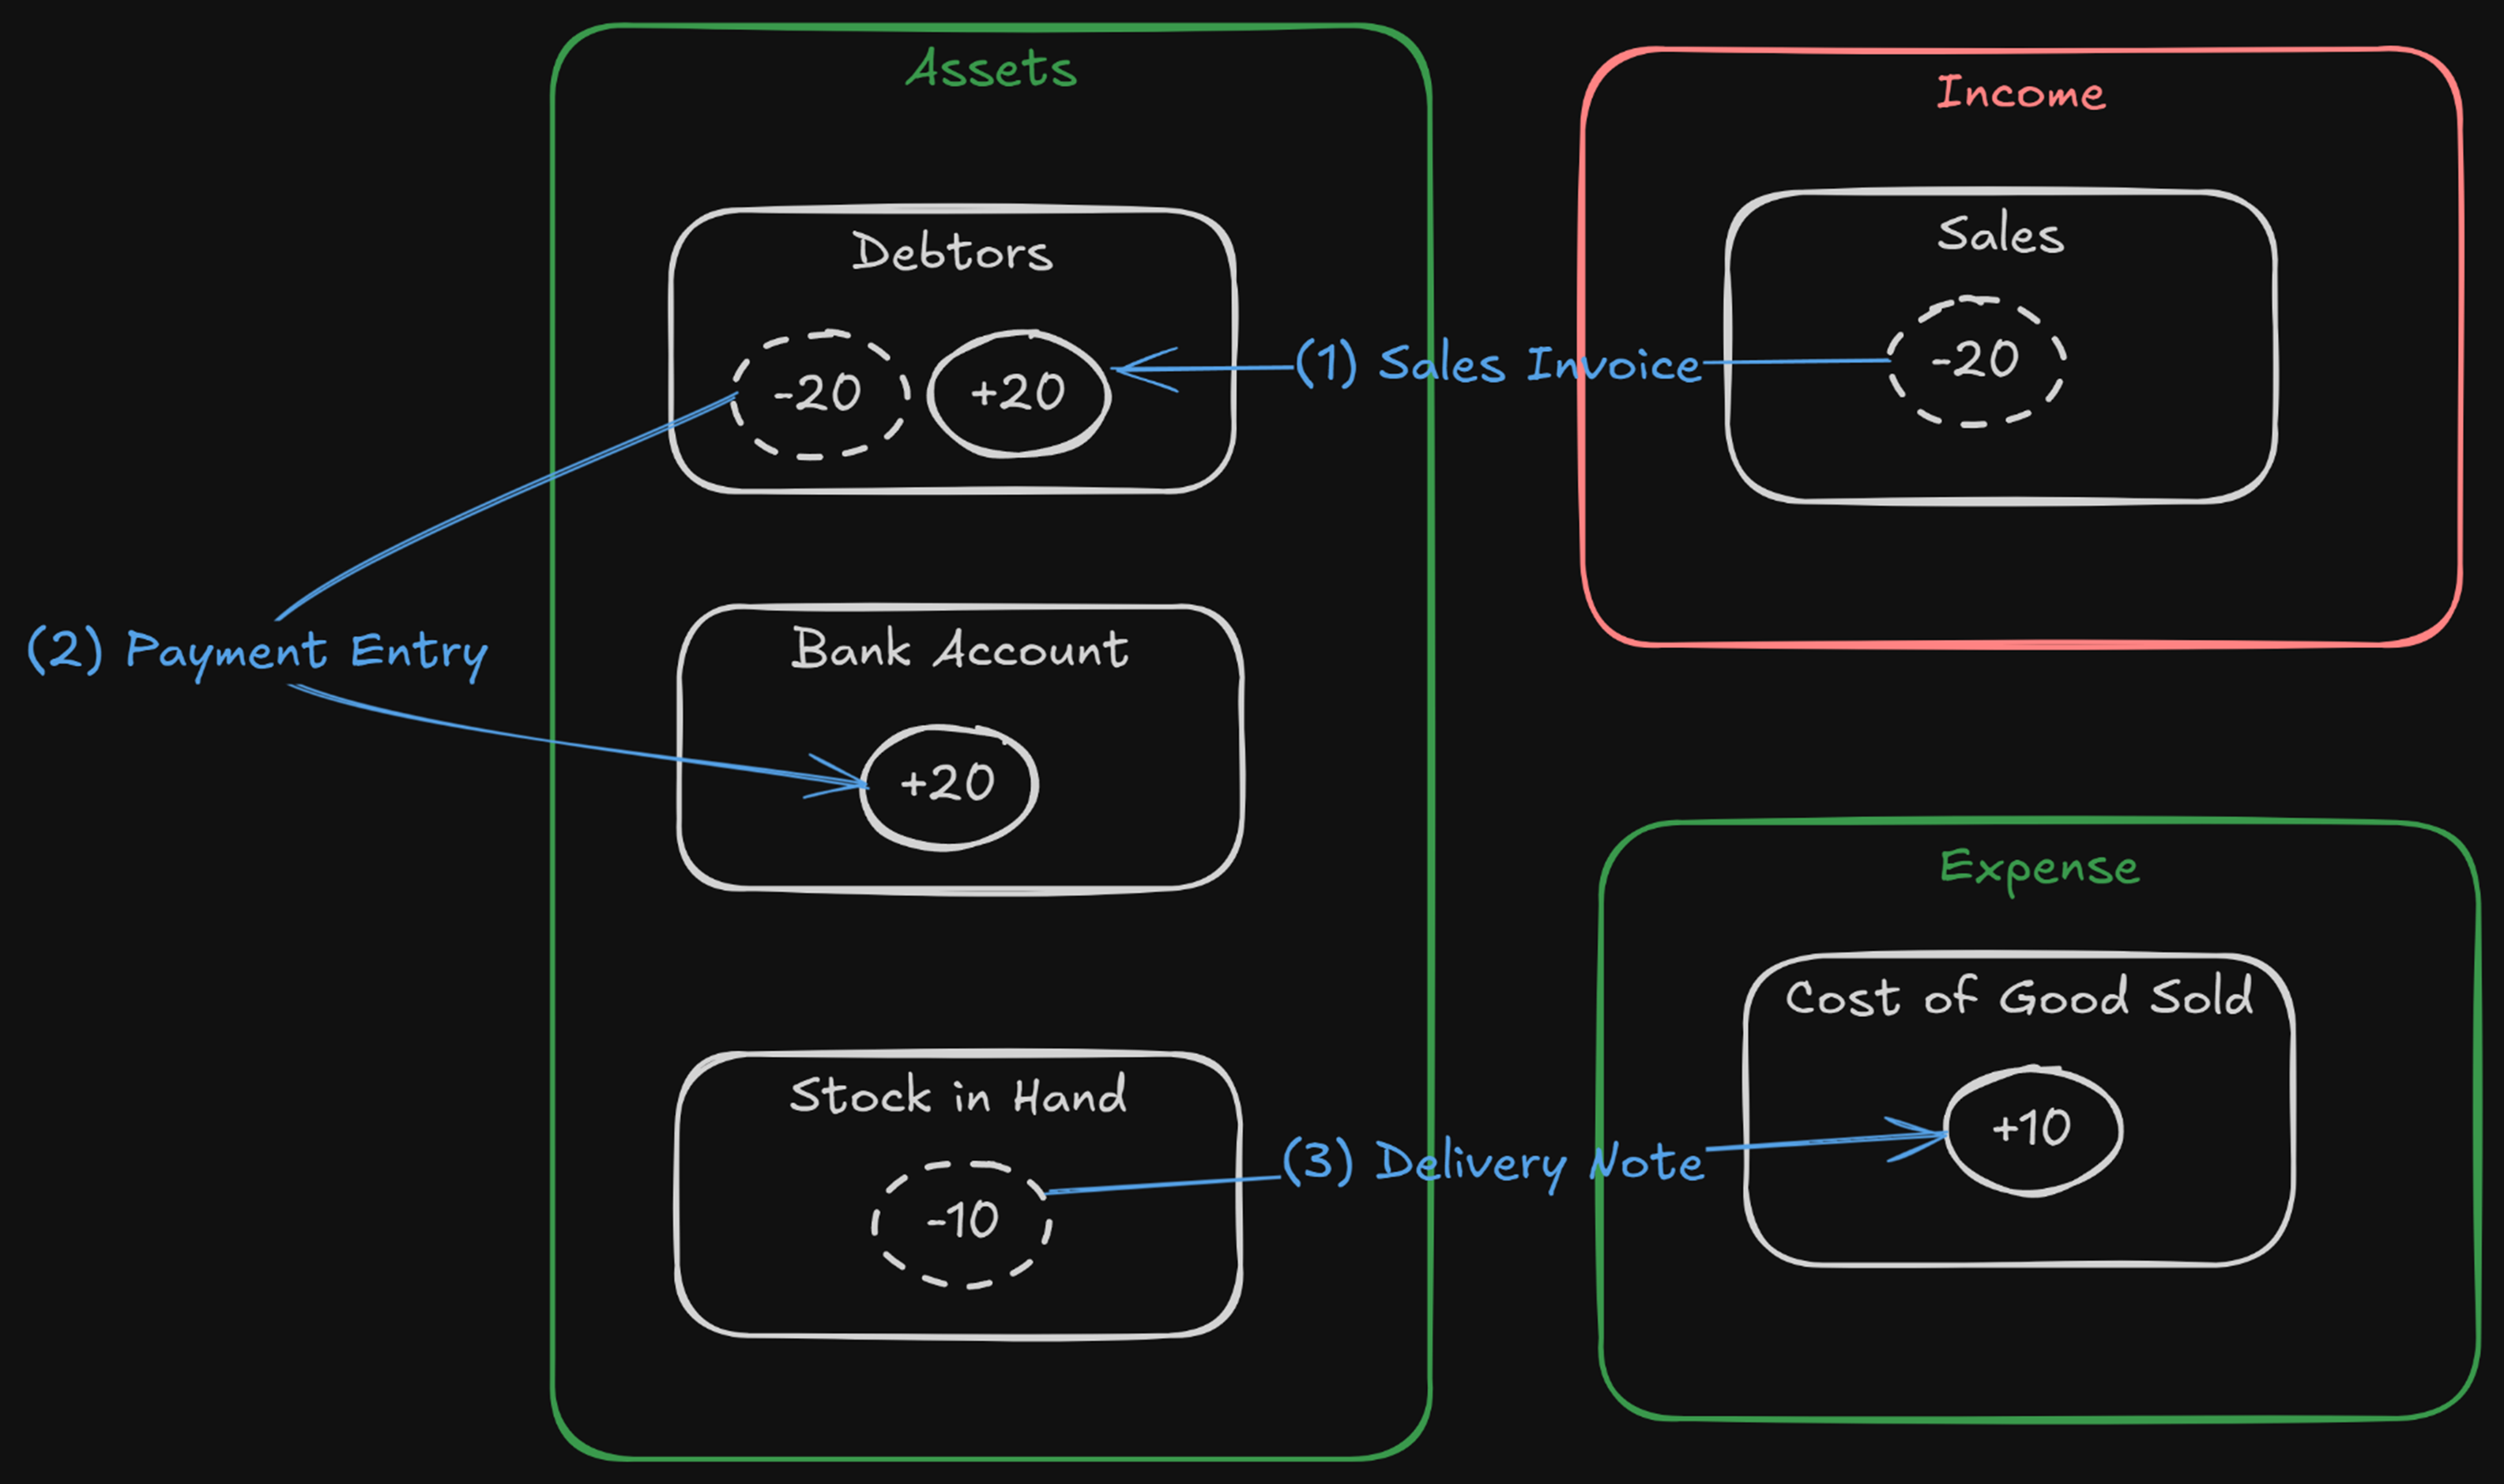 Assets
Income
Debtors
-20
+20
(1) Sales Invoice
Sales
-20
(2) Payment Entry
Bank Account
+20
Expense
Cost of Good Sold
+10
Stock in Hand
-10
(3) Delivery Note